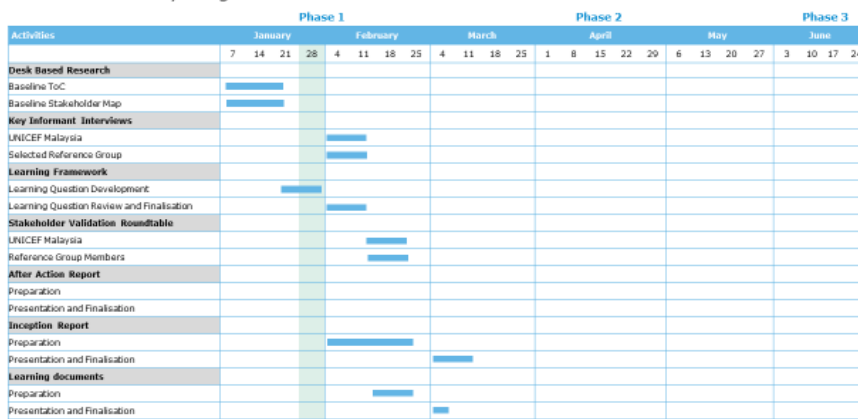 Phase 1 Phase 2 Phase 3
Activities January February March April May June
7 14 21 28 4 11 18 25 4 11 18 25 1 8 15 22 29 6 13 20 27 3 10 17
Desk Based Research
Baseline ToC
Baseline Stakeholder Map
Key Informant Interviews
UNICEF Malaysia
Selected Reference Group
Learning Framework
Learning Question Development
Learning Question Review and Finalisation
Stakeholder Validation Roundtable
UNICEF Malaysia
Reference Group Members
After Action Report
Preparation
Presentation and Finalisation
Inception Report
Preparation
Presentation and Finalisation
Learning documents
Preparation
Presentation and Finalisation